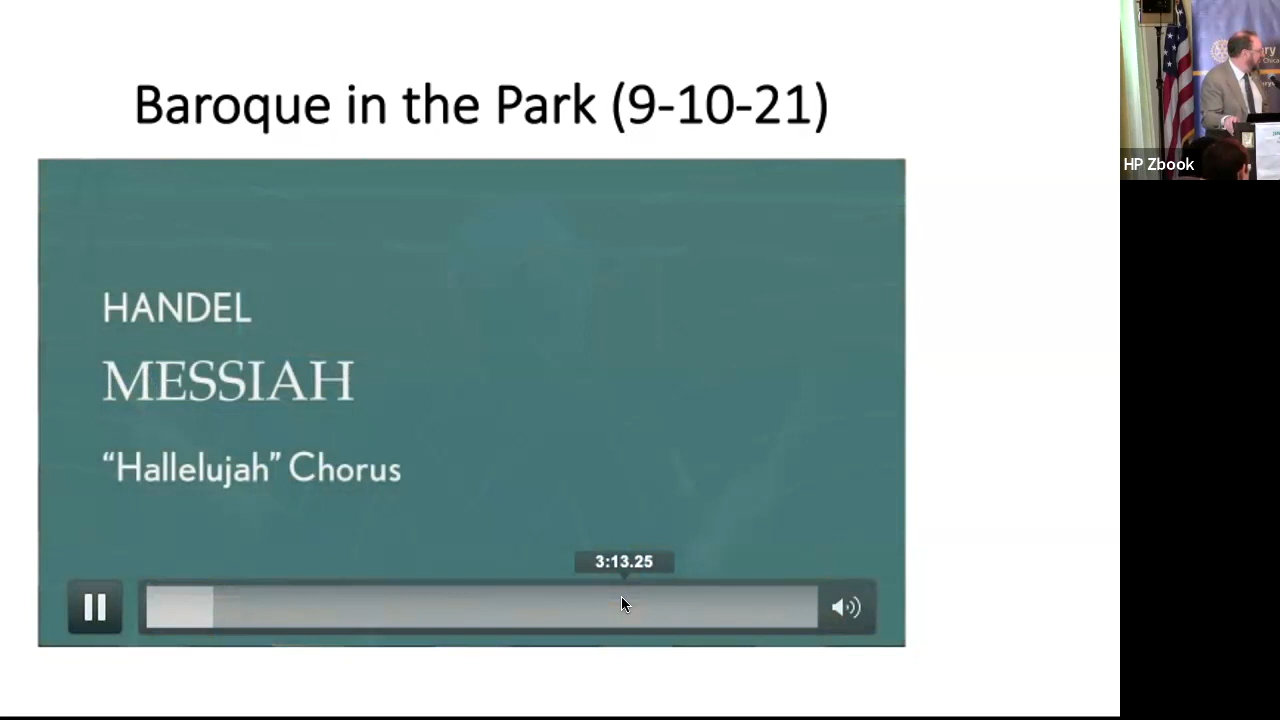 Baroque in the Park (9-10-21)
HANDEL
MESSIAH
“Hallelujah” Chorus
3:13.25
HP Zbook